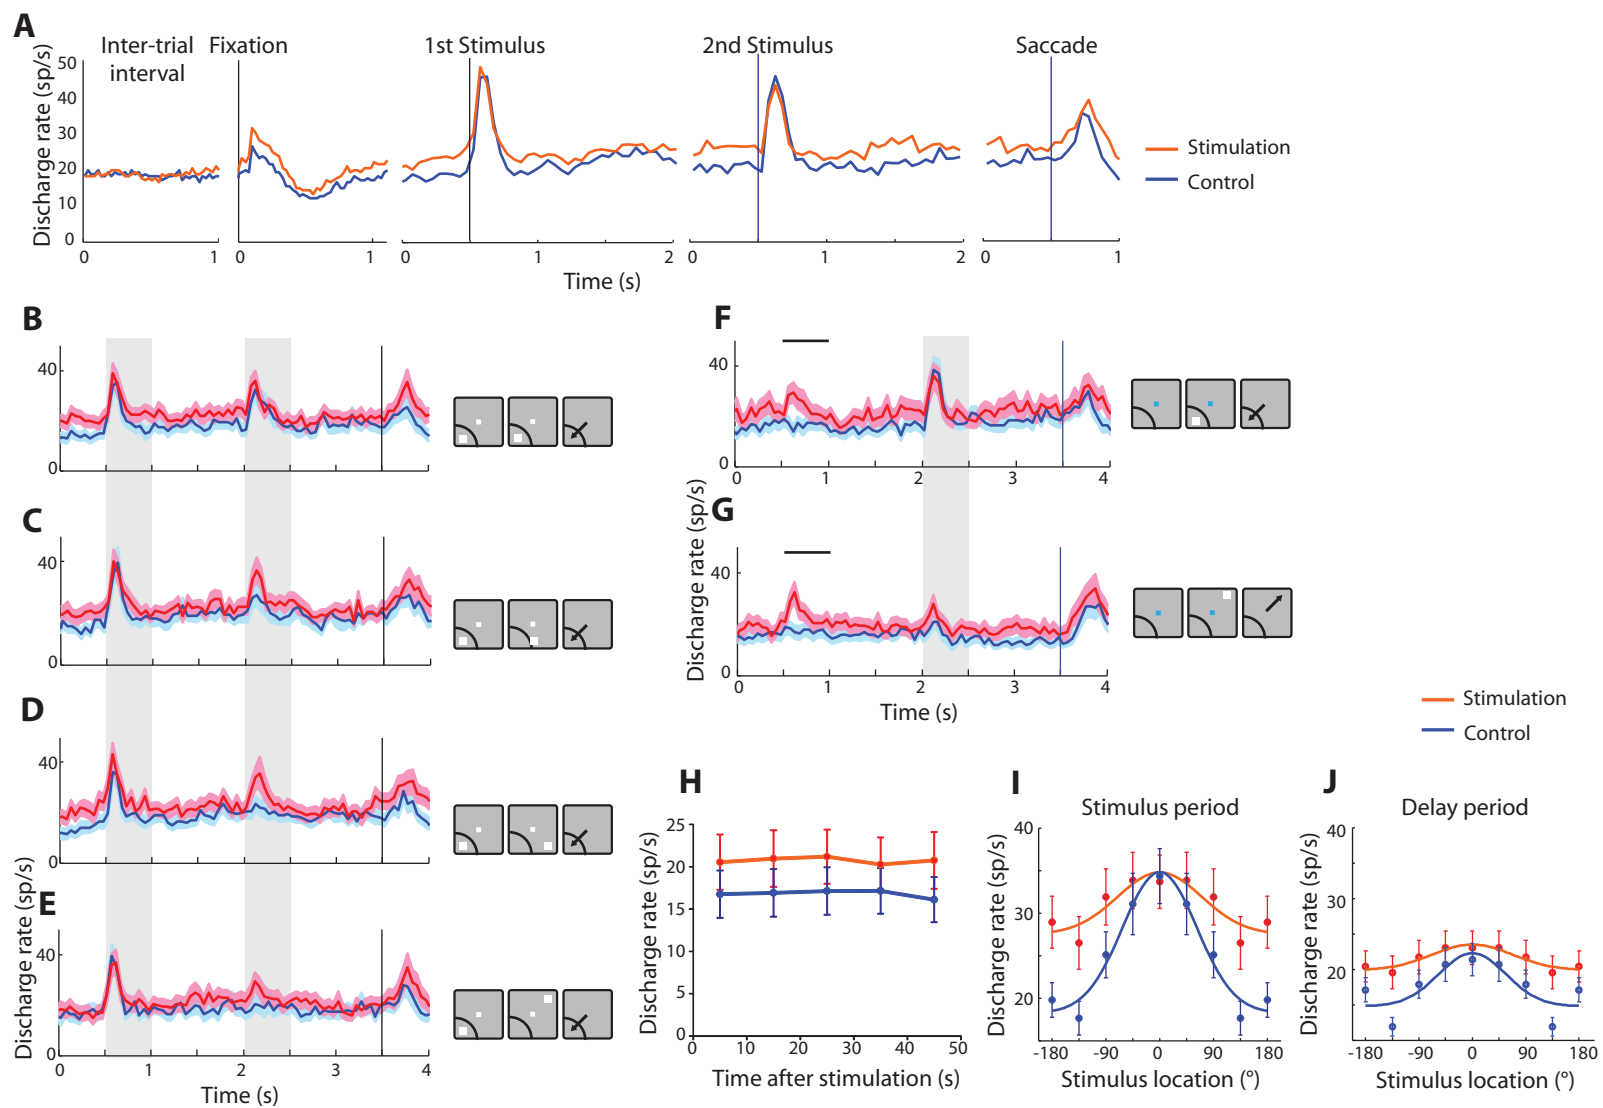 A
Inter-trial interval
Fixation
1st Stimulus
2nd Stimulus
Saccade
Discharge rate (sp/s)
50
40
30
20
10
0
0 1
0 1
0 1 2
0 1 2
0 1
Time (s)
Stimulation
Control
B
40
0
C
40
0
D
40
0
E
40
0
0 1 2 3 4
Discharge rate (sp/s)
Time (s)
F
40
0
0 1 2 3 4
G
40
0
0 1 2 3 4
Discharge rate (sp/s)
Time (s)
Stimulation
Control
H
Discharge rate (sp/s)
25
20
15
10
5
0
0 10 20 30 40 50
Time after stimulation (s)
I
Stimulus period
Discharge rate (sp/s)
40
30
20
-180 -90 0 90 180
Stimulus location (°)
J
Delay period
Discharge rate (sp/s)
40
30
20
-180 -90 0 90 180
Stimulus location (°)